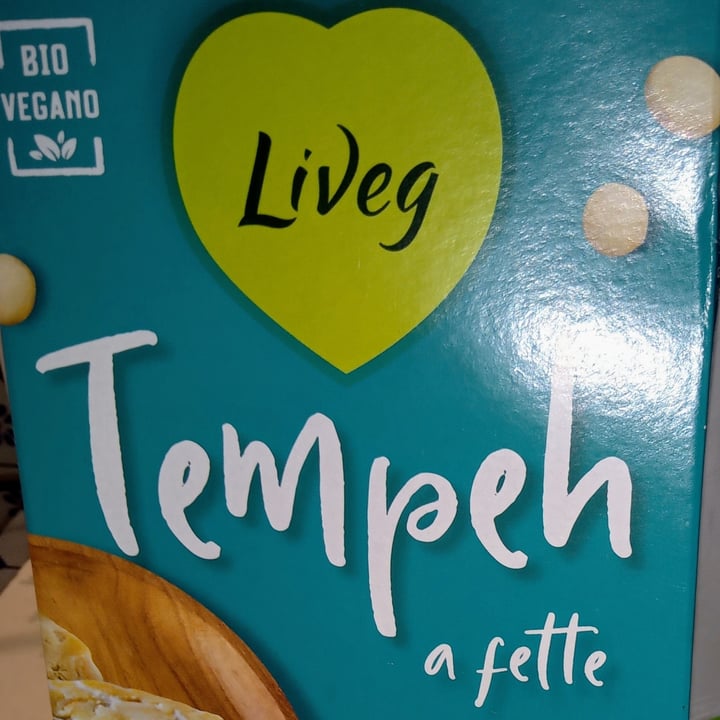 BIO
VEGANO
Liveg
Tempeh
a fette